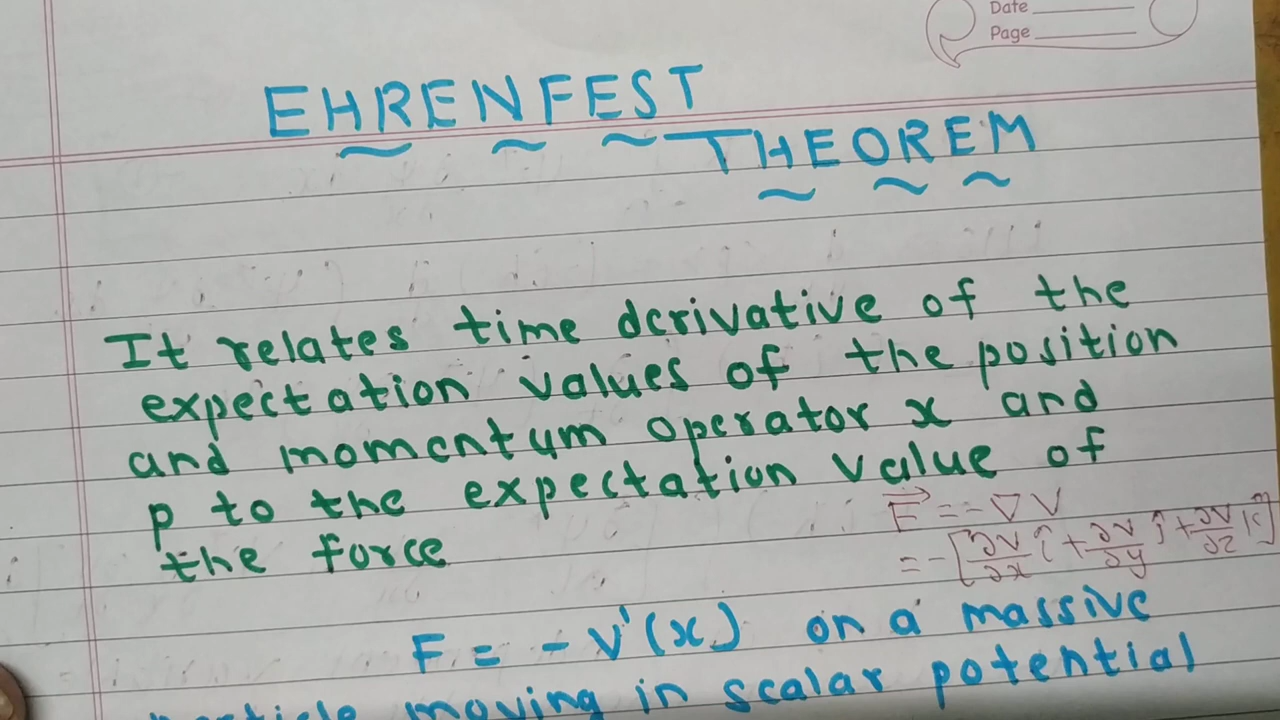 Date
Page
EHRENFEST
THEOREM
It relates time derivative of the
expectation values of the position
and momentum operator x and
p to the expectation value of
the force
F⃗ = -∇V
= -[∂V/∂x î + ∂V/∂y ĵ + ∂V/∂z k̂]
F = - V'(x) on a massive
particle moving in scalar potential